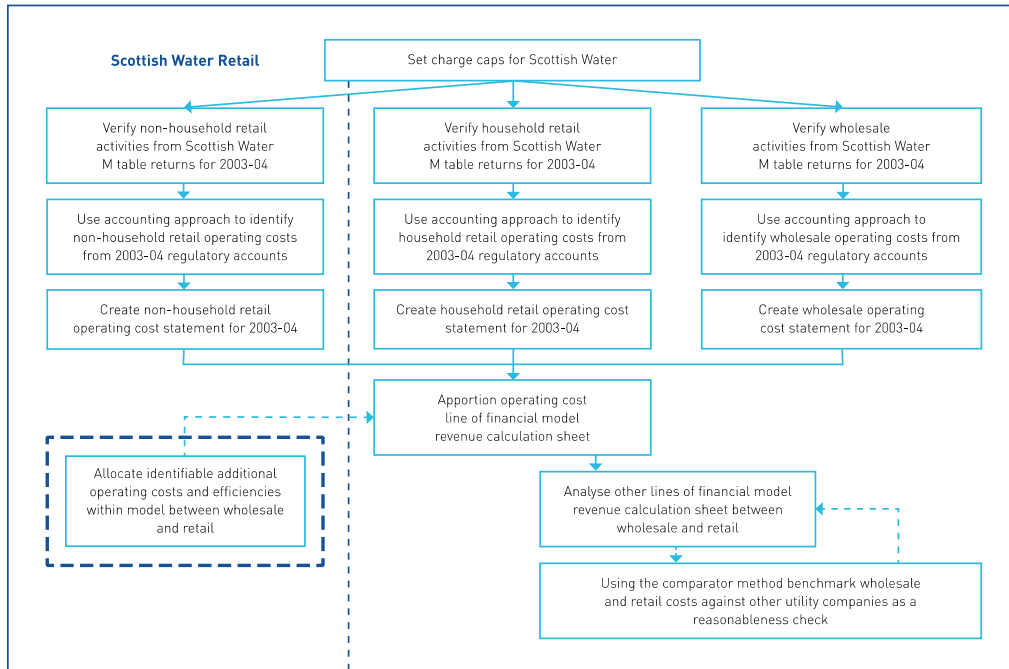 Scottish Water Retail
Set charge caps for Scottish Water
Verify non-household retail
activities from Scottish Water
M table returns for 2003-04
Verify household retail
activities from Scottish Water
M table returns for 2003-04
Verify wholesale
activities from Scottish Water
M table returns for 2003-04
Use accounting approach to identify
non-household retail operating costs
from 2003-04 regulatory accounts
Use accounting approach to identify
household retail operating costs from
2003-04 regulatory accounts
Use accounting approach to
identify wholesale operating costs from
2003-04 regulatory accounts
Create non-household retail
operating cost statement for 2003-04
Create household retail operating cost
statement for 2003-04
Create wholesale operating
cost statement for 2003-04
Apportion operating cost
line of financial model
revenue calculation sheet
Allocate identifiable additional
operating costs and efficiencies
within model between wholesale
and retail
Analyse other lines of financial model
revenue calculation sheet between
wholesale and retail
Using the comparator method benchmark wholesale
and retail costs against other utility companies as a
reasonableness check